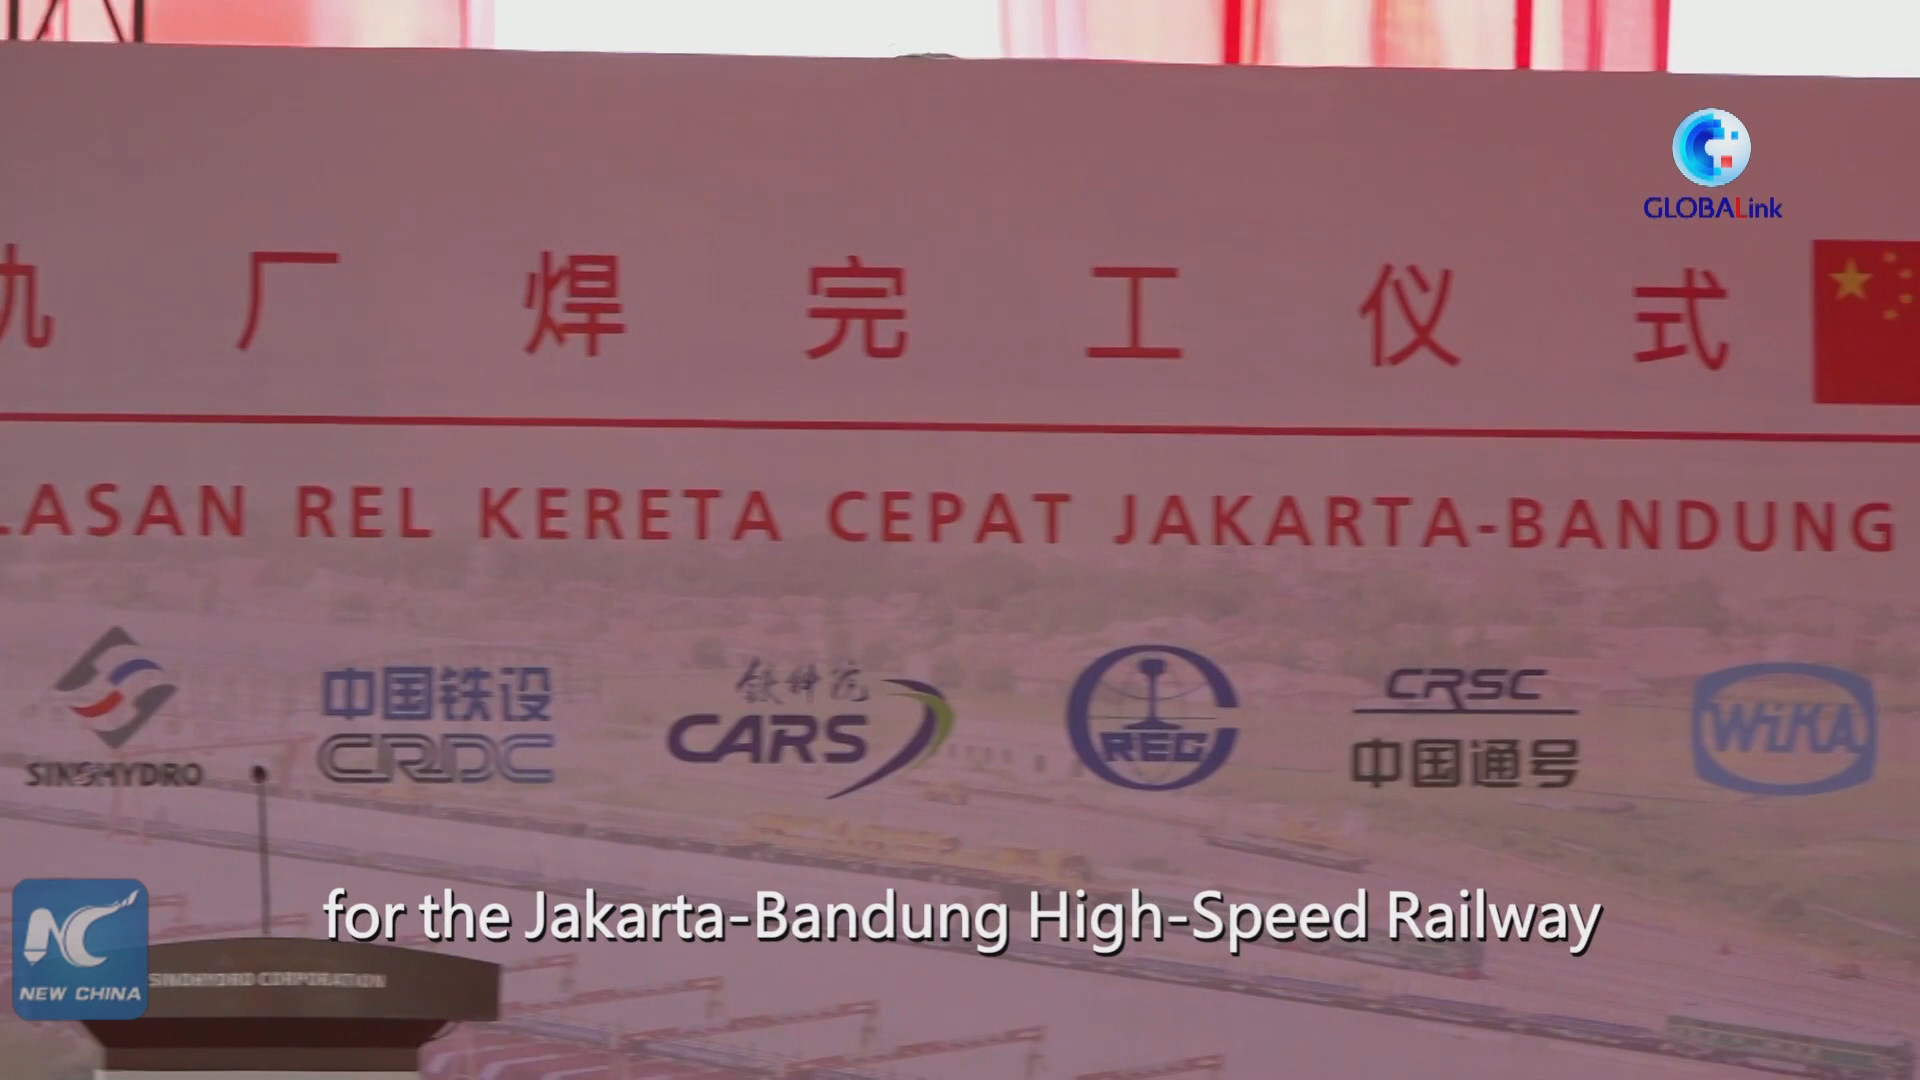 GLOBALink
轨 厂 焊 完 工 仪 式
LASAN REL KERETA CEPAT JAKARTA-BANDUNG
SINOHYDRO
中国铁设
CRDC
铁科院
CARS
REC
CRSC
中国通号
WIKA
for the Jakarta-Bandung High-Speed Railway
SINOHYDRO CORPORATION
NEW CHINA